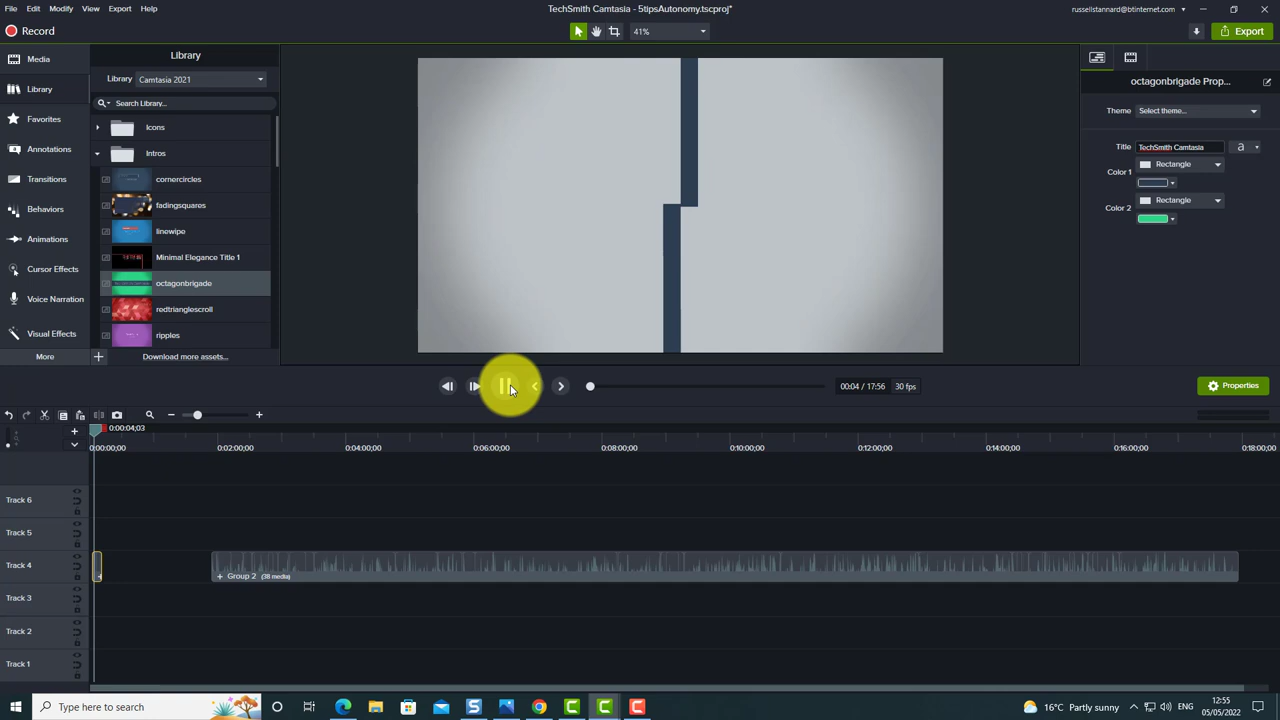 File Edit Modify View Export Help
TechSmith Camtasia - 5tipsAutonomy.tscproj*
russellstannard@btinternet.com
Record
41%
Export
Media
Library
Favorites
Annotations
Transitions
Behaviors
Animations
Cursor Effects
Voice Narration
Visual Effects
More
Library
Library Camtasia 2021
Search Library...
Icons
Intros
cornercircles
fadingsquares
linewipe
Minimal Elegance Title 1
octagonbrigade
redtrianglescroll
ripples
Download more assets...
octagonbrigade Prop...
Theme Select theme...
Title TechSmith Camtasia a
Color 1 Rectangle
Color 2 Rectangle
00:04 / 17:56 30 fps
Properties
0:00:04;03
0:00:00;00 0:02:00;00 0:04:00;00 0:06:00;00 0:08:00;00 0:10:00;00 0:12:00;00 0:14:00;00 0:16:00;00 0:18:00;00
Track 6
Track 5
Track 4
Group 2 (38 media)
Track 3
Track 2
Track 1
Type here to search
16°C Partly sunny
ENG
12:55
05/05/2022